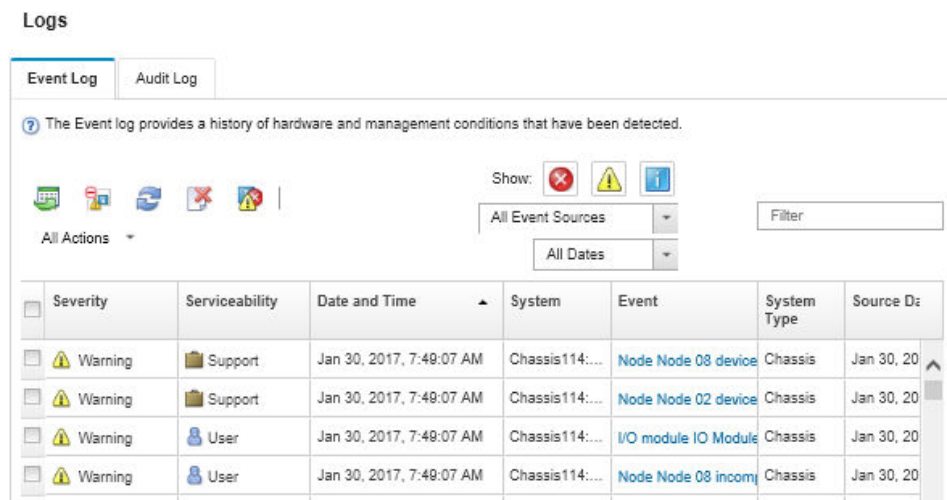 Logs
Event Log Audit Log
The Event log provides a history of hardware and management conditions that have been detected.
Show:
All Event Sources
Filter
All Actions
All Dates
Severity Serviceability Date and Time System Event System Type Source Da
Warning Support Jan 30, 2017, 7:49:07 AM Chassis114:... Node Node 08 device Chassis Jan 30, 20
Warning Support Jan 30, 2017, 7:49:07 AM Chassis114:... Node Node 02 device Chassis Jan 30, 20
Warning User Jan 30, 2017, 7:49:07 AM Chassis114:... I/O module IO Module Chassis Jan 30, 20
Warning User Jan 30, 2017, 7:49:07 AM Chassis114:... Node Node 08 incomp Chassis Jan 30, 20